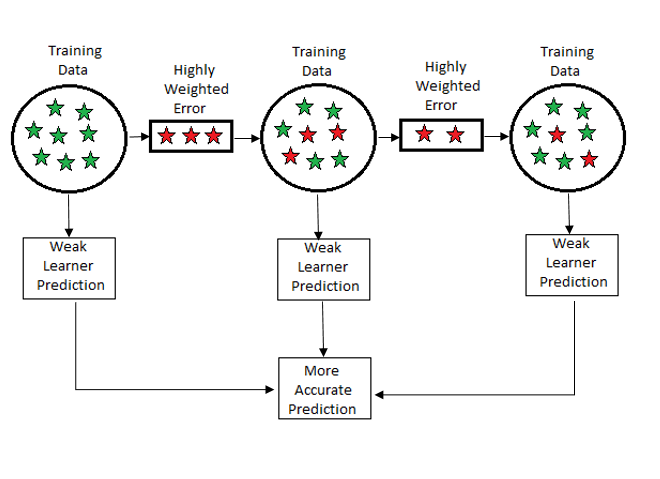 Training
Data
Highly
Weighted
Error
Training
Data
Highly
Weighted
Error
Training
Data
Weak
Learner
Prediction
Weak
Learner
Prediction
Weak
Learner
Prediction
More
Accurate
Prediction